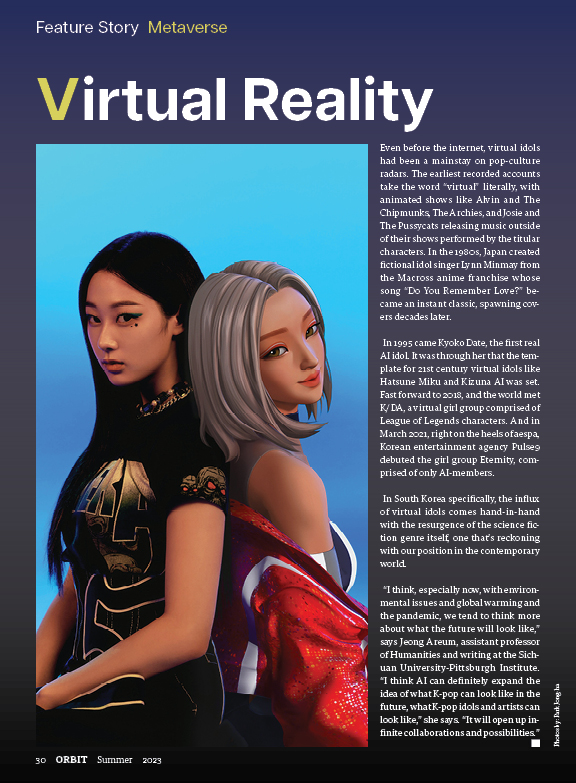 Feature Story Metaverse
Virtual Reality
Even before the internet, virtual idols
had been a mainstay on pop-culture
radars. The earliest recorded accounts
take the word "virtual" literally, with
animated shows like Alvin and The
Chipmunks, The Archies, and Josie and
The Pussycats releasing music outside
of their shows performed by the titular
characters. In the 1980s, Japan created
fictional idol singer Lynn Minmay from
the Macross anime franchise whose
song "Do You Remember Love?" be-
came an instant classic, spawning cov-
ers decades later.
In 1995 came Kyoko Date, the first real
AI idol. It was through her that the tem-
plate for 21st century virtual idols like
Hatsune Miku and Kizuna AI was set.
Fast forward to 2018, and the world met
K/DA, a virtual girl group comprised of
League of Legends characters. And in
March 2021, right on the heels of aespa,
Korean entertainment agency Pulse9
debuted the girl group Eternity, com-
prised of only AI-members.
In South Korea specifically, the influx
of virtual idols comes hand-in-hand
with the resurgence of the science fic-
tion genre itself, one that's reckoning
with our position in the contemporary
world.
"I think, especially now, with environ-
mental issues and global warming and
the pandemic, we tend to think more
about what the future will look like,"
says Jeong Areum, assistant professor
of Humanities and writing at the Sich-
uan University-Pittsburgh Institute.
"I think AI can definitely expand the
idea of what K-pop can look like in the
future, what K-pop idols and artists can
look like," she says. "It will open up in-
finite collaborations and possibilities."
30 ORBIT Summer 2023